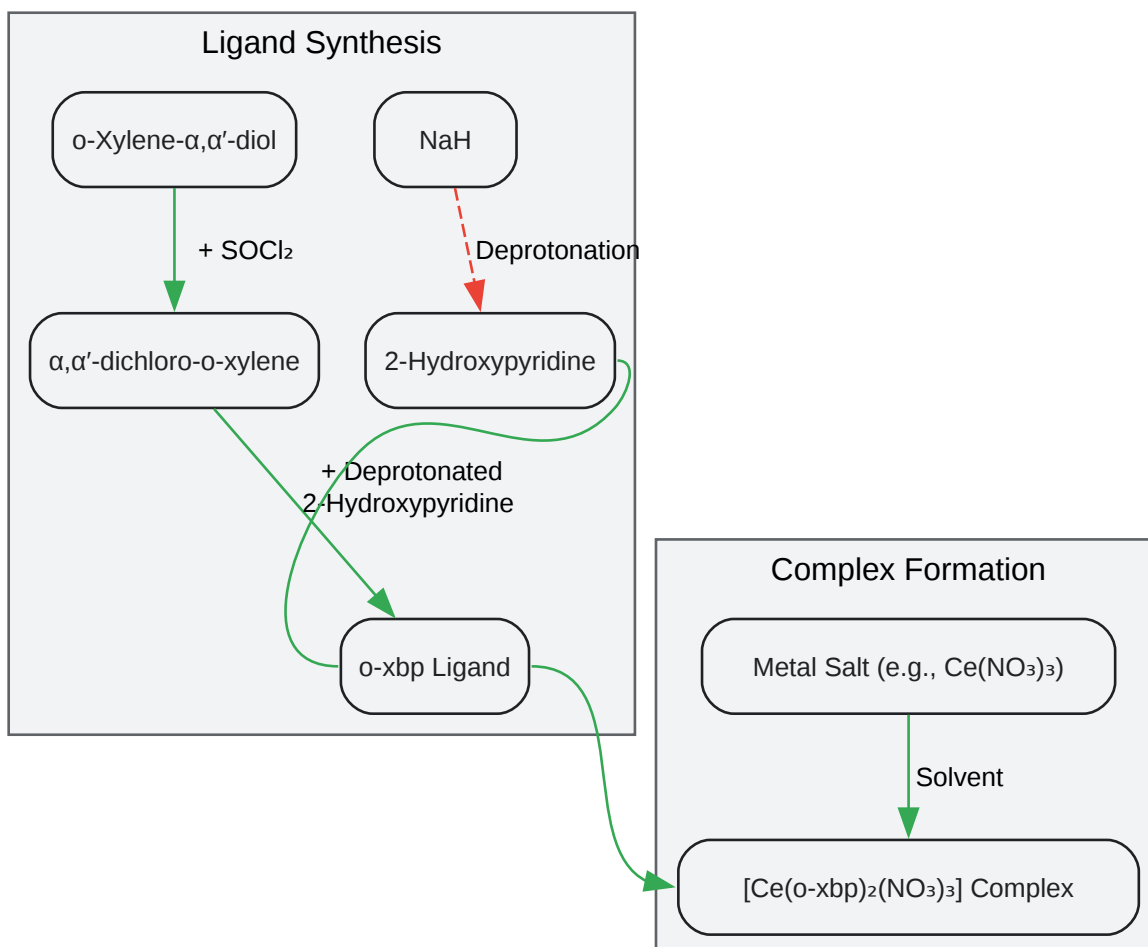 Ligand Synthesis
o-Xylene-α,α′-diol
NaH
+ SOCl₂
Deprotonation
α,α′-dichloro-o-xylene
2-Hydroxypyridine
+ Deprotonated
2-Hydroxypyridine
o-xbp Ligand
Complex Formation
Metal Salt (e.g., Ce(NO₃)₃)
Solvent
[Ce(o-xbp)₂(NO₃)₃] Complex